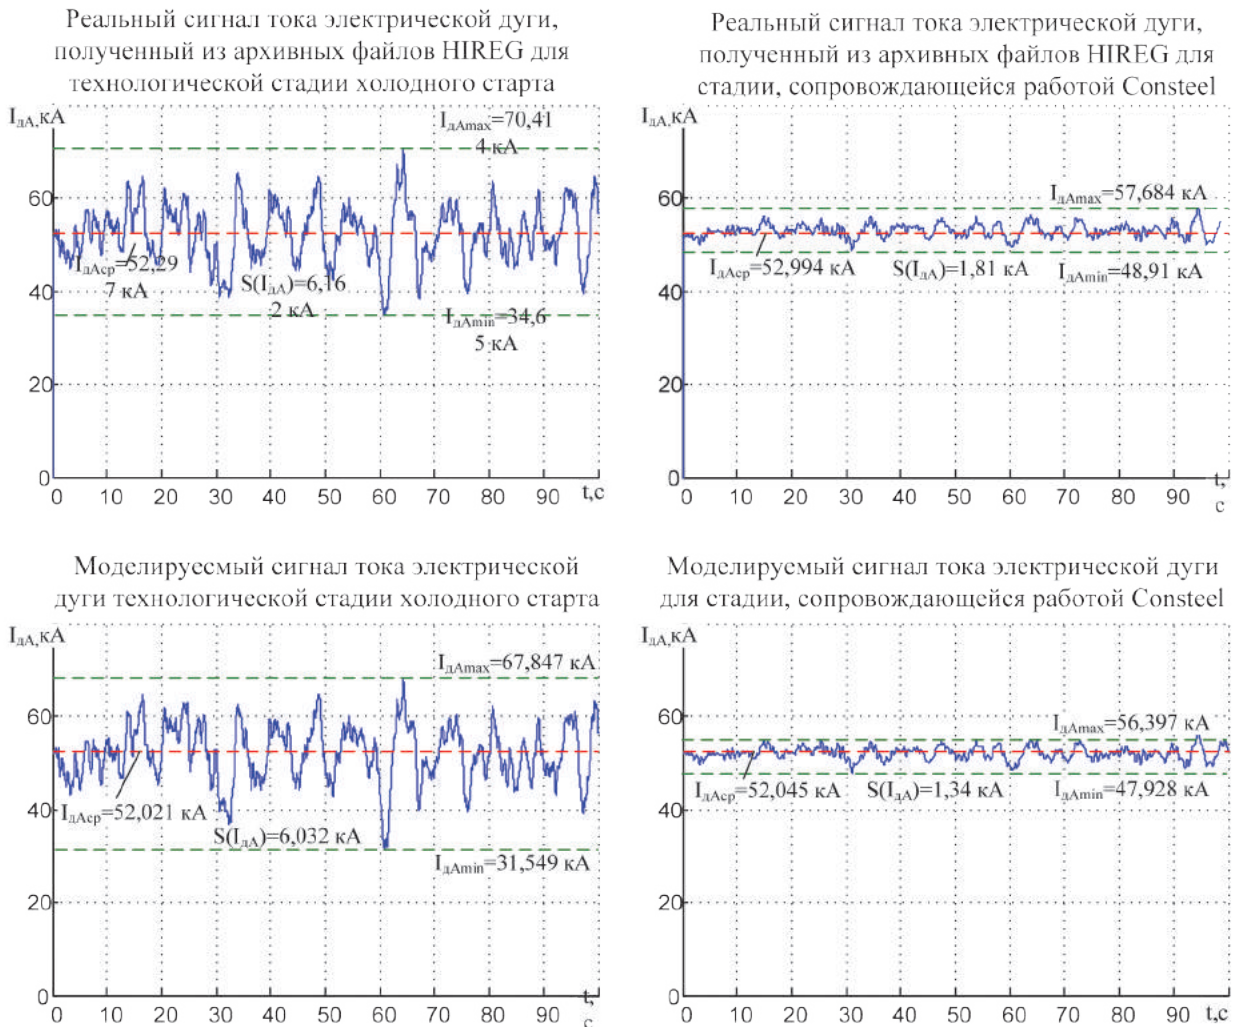 Реальный сигнал тока электрической дуги,
полученный из архивных файлов HIREG для
технологической стадии холодного старта
IдА,кА
IдАmax=70,41
4 кА
60
IдАср=52,29
7 кА
S(IдА)=6,16
2 кА
40
IдАmin=34,6
5 кА
20
0
0 10 20 30 40 50 60 70 80 90 t,с
Реальный сигнал тока электрической дуги,
полученный из архивных файлов HIREG для
стадии, сопровождающейся работой Consteel
IдА,кА
60
IдАmax=57,684 кА
IдАср=52,994 кА
S(IдА)=1,81 кА
IдАmin=48,91 кА
40
20
0
0 10 20 30 40 50 60 70 80 90 t,
с
Моделируесмый сигнал тока электрической
дуги технологической стадии холодного старта
IдА,кА
IдАmax=67,847 кА
60
40
IдАср=52,021 кА
S(IдА)=6,032 кА
IдАmin=31,549 кА
20
0
0 10 20 30 40 50 60 70 80 90 t,
с
Моделируемый сигнал тока электрической дуги
для стадии, сопровождающейся работой Consteel
IдА,кА
60
IдАmax=56,397 кА
IдАср=52,045 кА
S(IдА)=1,34 кА
IдАmin=47,928 кА
40
20
0
0 10 20 30 40 50 60 70 80 90 t,с